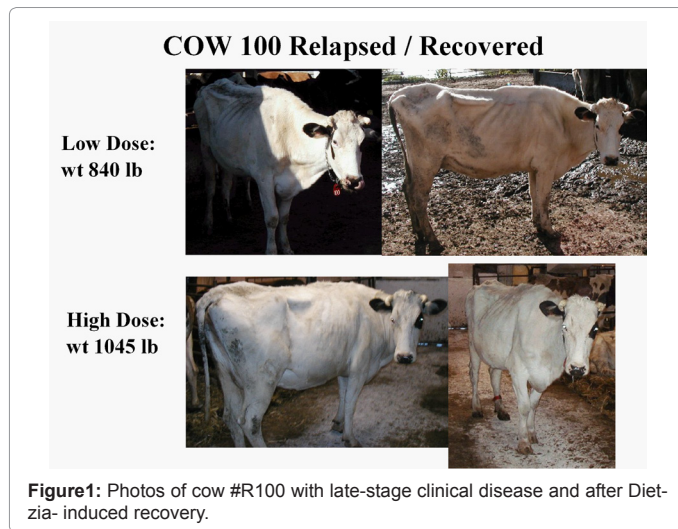 COW 100 Relapsed / Recovered
Low Dose:
wt 840 lb
High Dose:
wt 1045 lb
Figure1: Photos of cow #R100 with late-stage clinical disease and after Diet-
zia- induced recovery.